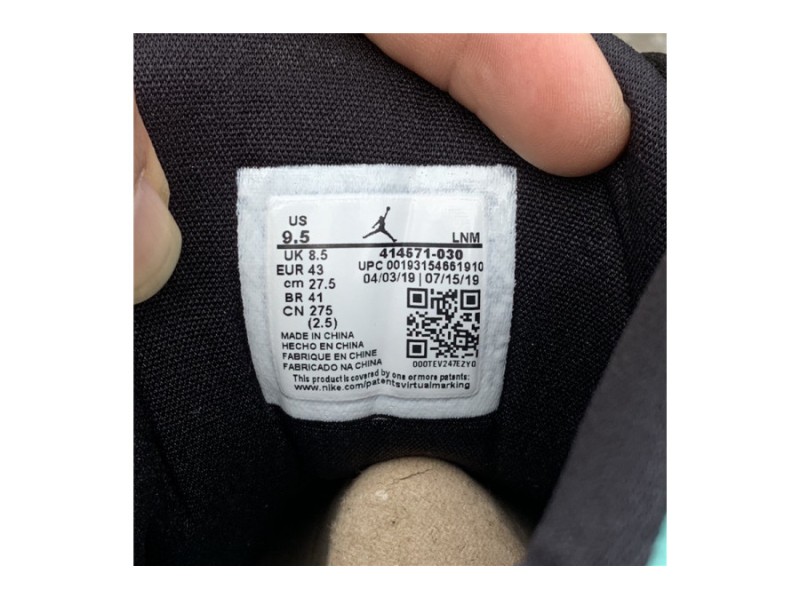 US
9.5 LNM
UK 8.5 414571-030
EUR 43 UPC 00193154661910
cm 27.5 04/03/19 | 07/15/19
BR 41
CN 275
(2.5)
MADE IN CHINA
HECHO EN CHINA
FABRIQUE EN CHINE
FABRICADO NA CHINA
000TEV247EZYQ
This product is covered by one or more patents:
www.nike.com/patentsvirtualmarking